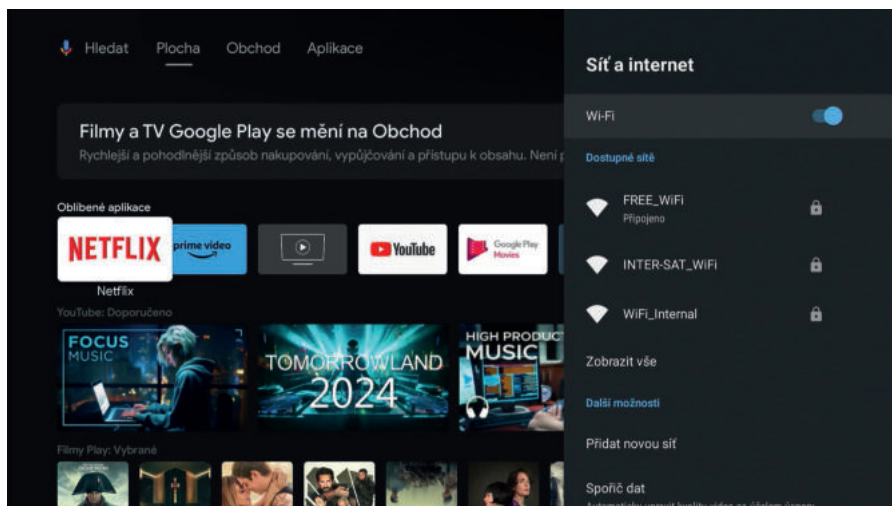 Hledat Plocha Obchod Aplikace
Filmy a TV Google Play se mění na Obchod
Rychlejší a pohodlnější způsob nakupování, vypůjčování a přístupu k obsahu. Není
Oblíbené aplikace
NETFLIX
prime video
YouTube
Google Play
Movies
Netflix
YouTube: Doporučeno
FOCUS
MUSIC
TOMORROWLAND
2024
HIGH PRODUC
MUSIC
Filmy Play: Vybrané
Síť a internet
Wi-Fi
Dostupné sítě
FREE_WiFi
Připojeno
INTER-SAT_WiFi
WiFi_Internal
Zobrazit vše
Další možnosti
Přidat novou síť
Spořič dat